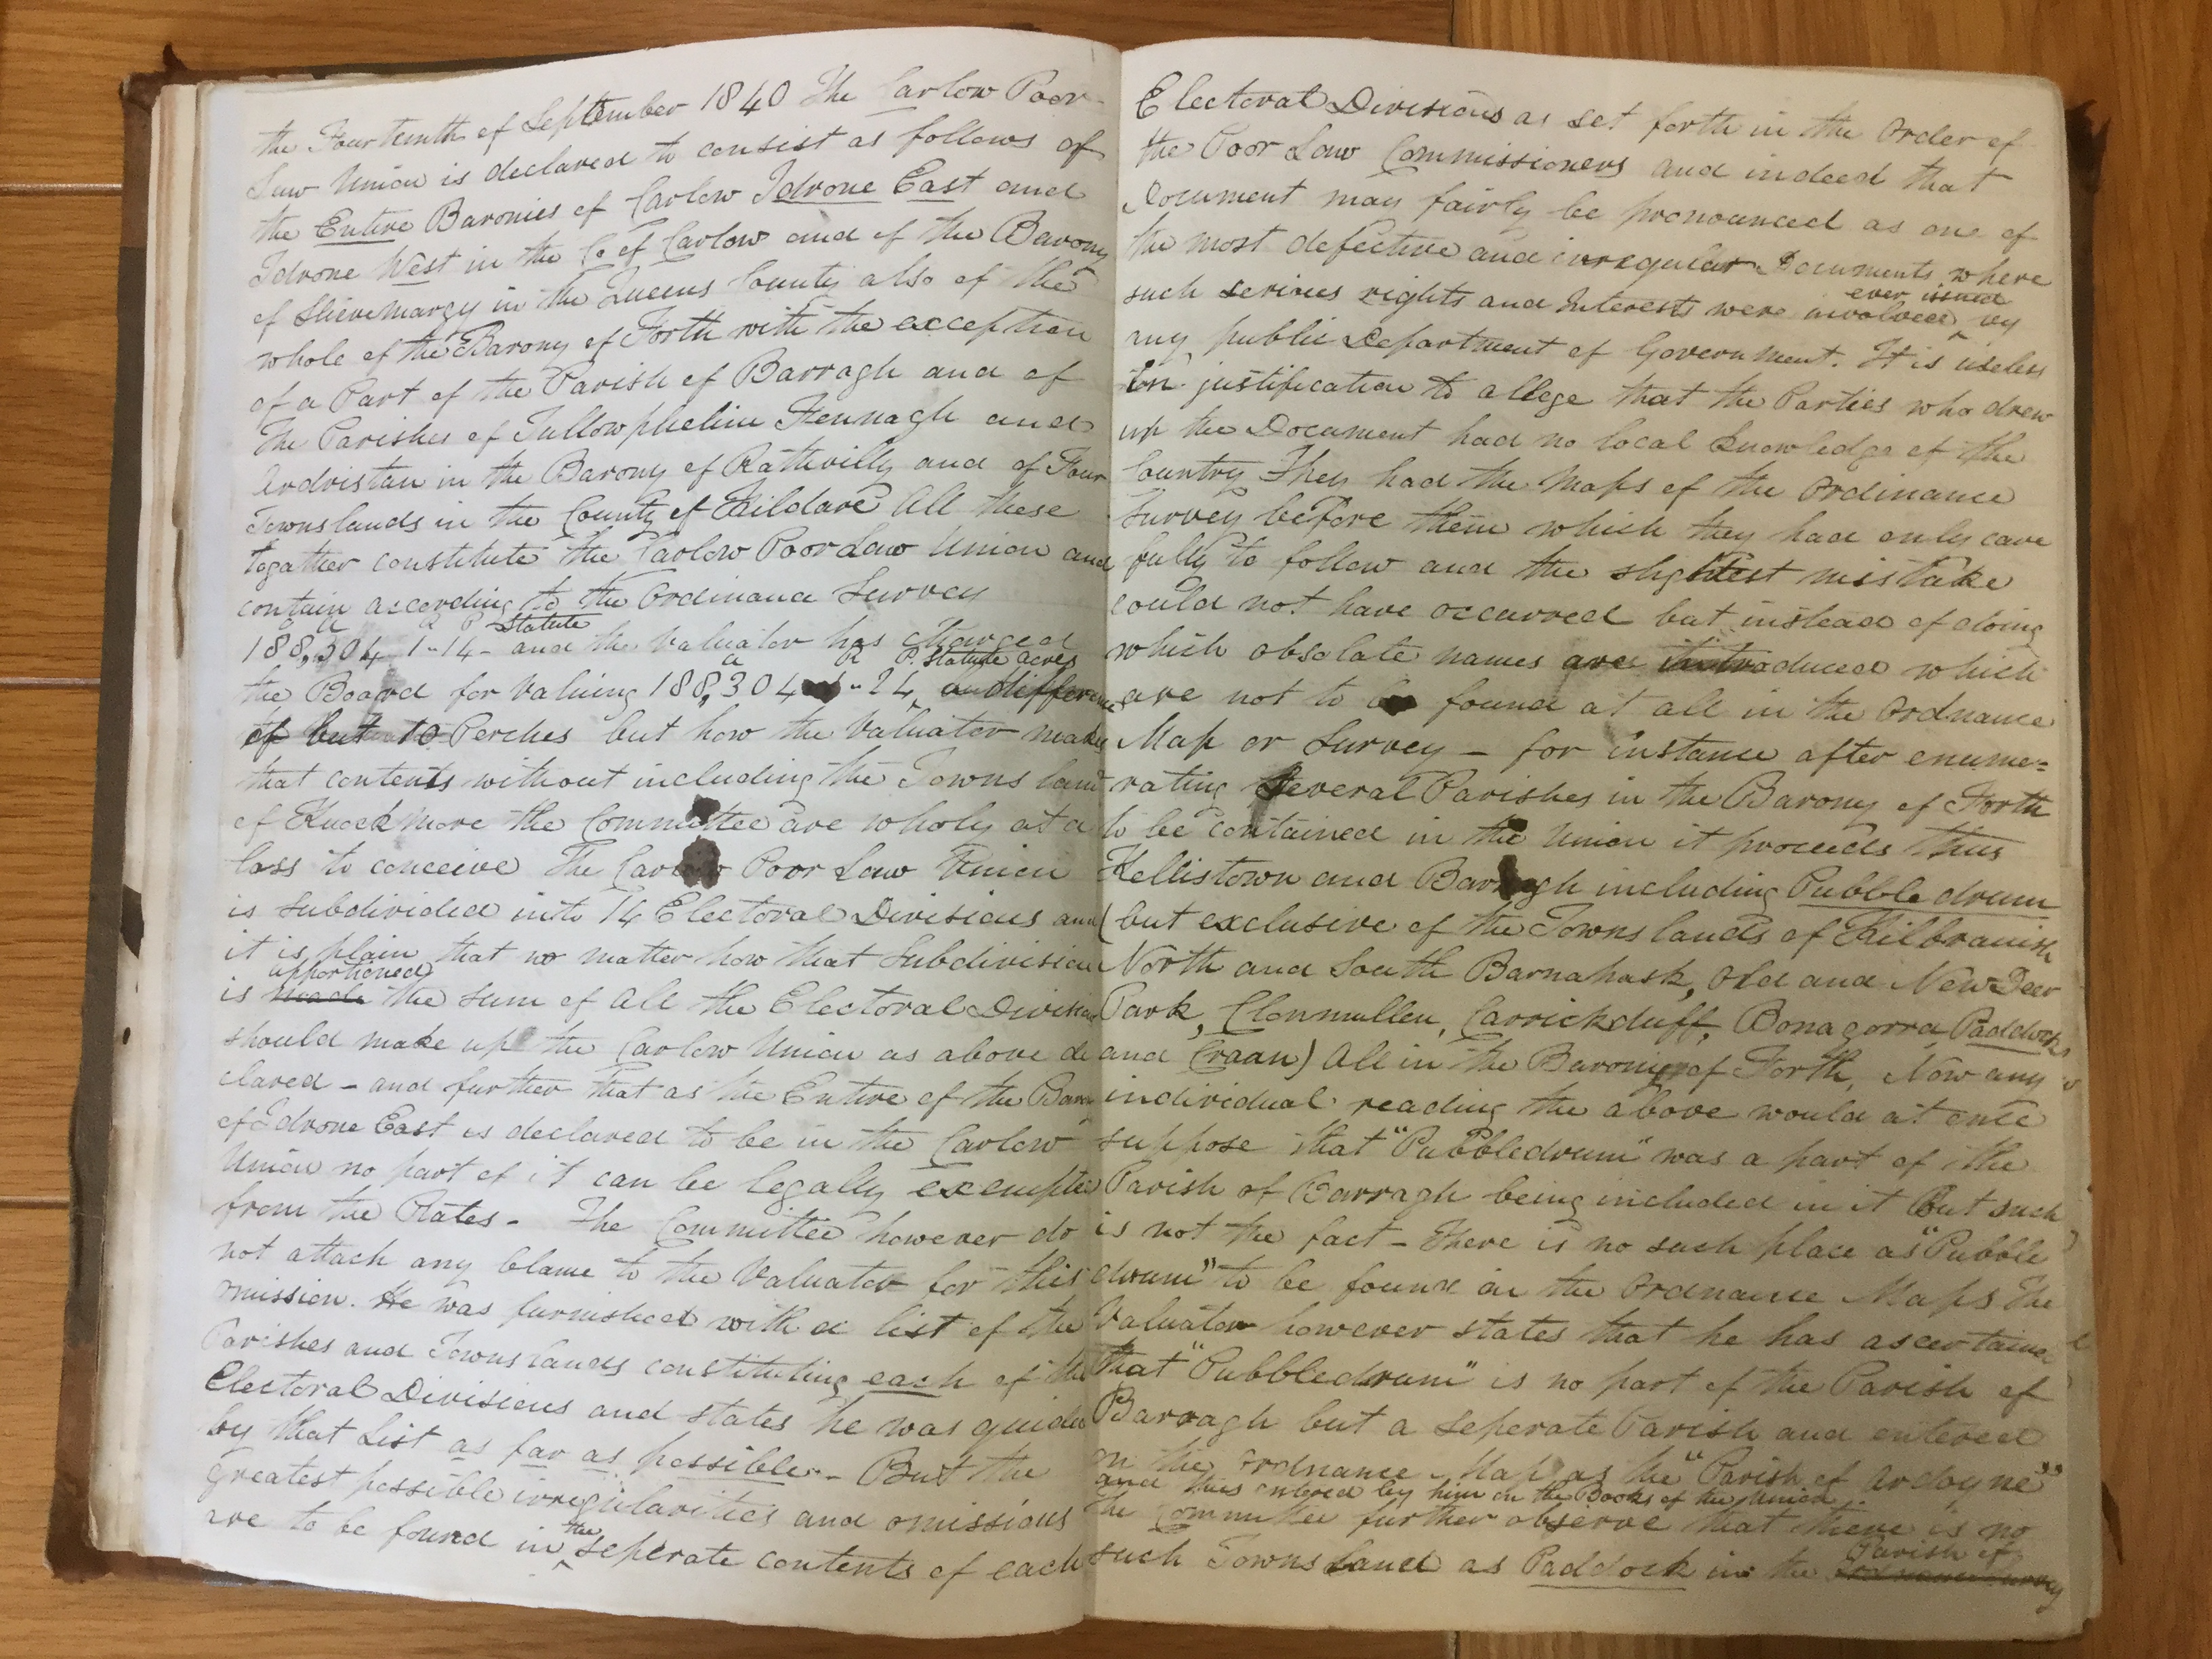 the Fourteenth of September 1840 The Carlow Poor
Law Union is declared to consist as follows of
the Entire Baronies of Carlow Idrone East and
Idrone West in the Co of Carlow and of the Barony
of Slievemargy in the Queens County also of the
whole of the Barony of Forth with the exception
of a Part of the Parish of Barragh and of
The Parishes of Tullowphelim Fennagh and
Ardristan in the Barony of Rathvilly and of Four
Townslands in the County of Kildare All these
together constitute the Carlow Poor Law Union and
contain according to the Ordinance Survey
A R P Statute
188,304 1-14- and the Valuator has charged
a R P. Statute acres
the Board for Valuing 188,304 -24 a difference
of but 10 Perches but how the Valuator makes
that contents without including the Towns land
of Knockmore the Committee are wholy at a
loss to conceive The Carlow Poor Law Union
is subdivided into 14 Electoral Divisions and
it is plain that no matter how that Subdivision
apportioned
is made the sum of all the Electoral Divisions
should make up the Carlow Union as above de
clared - and further that as the Entire of the Barony
of Idrone East is declared to be in the Carlow
Union no part of it can be legally exempted
from the Rates - The Committee however do
not attach any blame to the Valuator for this
omission. He was furnished with a list of the
Parishes and Townslands constituting each of the
Electoral Divisions and states he was guided
by that List as far as possible - But the
greatest possible irregularities and omissions
the
are to be found in seperate contents of each
Electoral Divisions as set forth in the Order of
the Poor Law Commissioners and indeed that
Document may fairly be pronounced as one of
the most defective and irregular Documents where
ever issued
such serious rights and Interests were involved by
any public Department of Government. It is useless
in justification to allege that the Parties who drew
up the Document had no local knowledge of the
Country They had the Maps of the Ordinance
Survey before them which they had only care
fully to follow and the slightest mistake
could not have occurred but instead of doing
which obsolate names are introduced which
are not to be found at all in the Ordnance
Map or Survey - for instance after enume=
rating Several Parishes in the Barony of Forth
to be contained in the Union it proceeds thus
Kellistown and Barragh including Pubble drum
(but exclusive of the Towns lands of Kilbranish
North and South Barnahask, Old and New Deer
Park, Clonmullen, Carrickduff, Bonagorra, Paddocks
and Craan) All in the Barony of Forth, Now any
individual reading the above would at once
suppose that "Pubbledrum" was a part of the
Parish of Barragh being included in it But such
is not the fact - There is no such place as "Pubble
drum" to be found in the Ordnance Maps The
Valuator however states that he has ascertained
that "Pubbledrum" is no part of the Parish of
Barragh but a seperate Parish and entered
on the Ordnance Map as the "Parish of Ardoyne"
and thus entered by him on the Books of the Union
The Committee further observe that there is no
Parish of
such Towns Land as Paddock in the Ordnance Survey